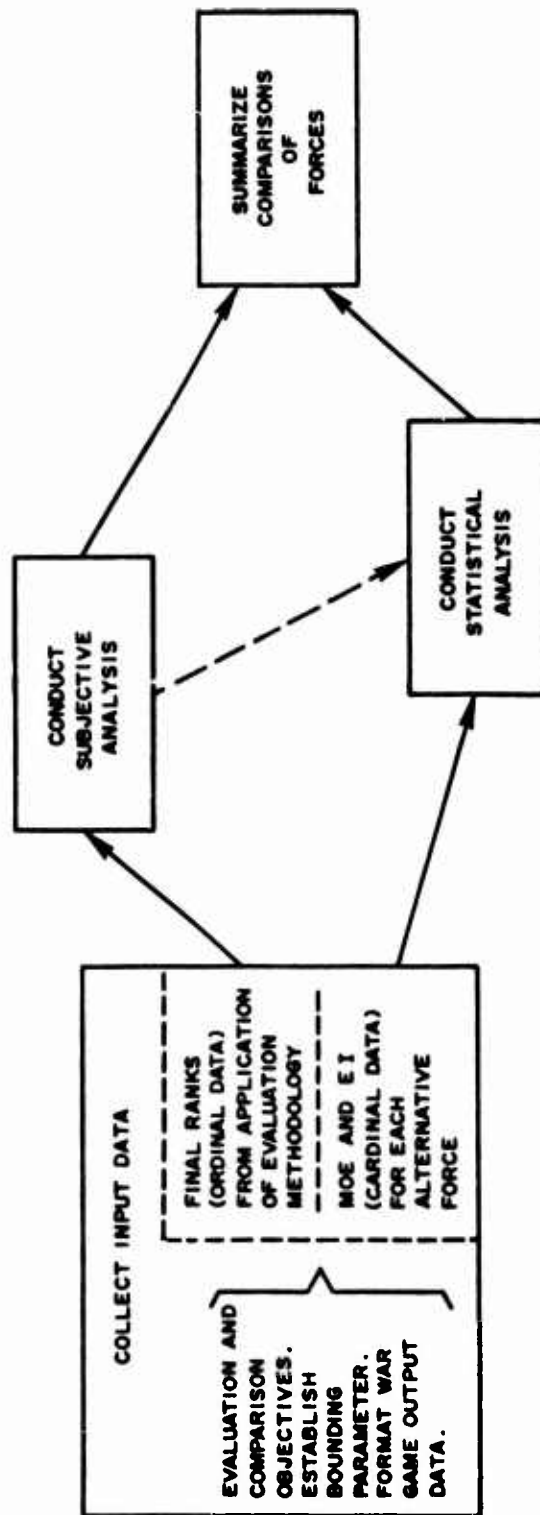 COLLECT INPUT DATA
EVALUATION AND
COMPARISON
OBJECTIVES.
ESTABLISH
BOUNDING
PARAMETER.
FORMAT WAR
GAME OUTPUT
DATA.
FINAL RANKS
(ORDINAL DATA)
FROM APPLICATION
OF EVALUATION
METHODOLOGY
MOE AND EI
(CARDINAL DATA)
FOR EACH
ALTERNATIVE
FORCE
CONDUCT
SUBJECTIVE
ANALYSIS
CONDUCT
STATISTICAL
ANALYSIS
SUMMARIZE
COMPARISONS
OF
FORCES